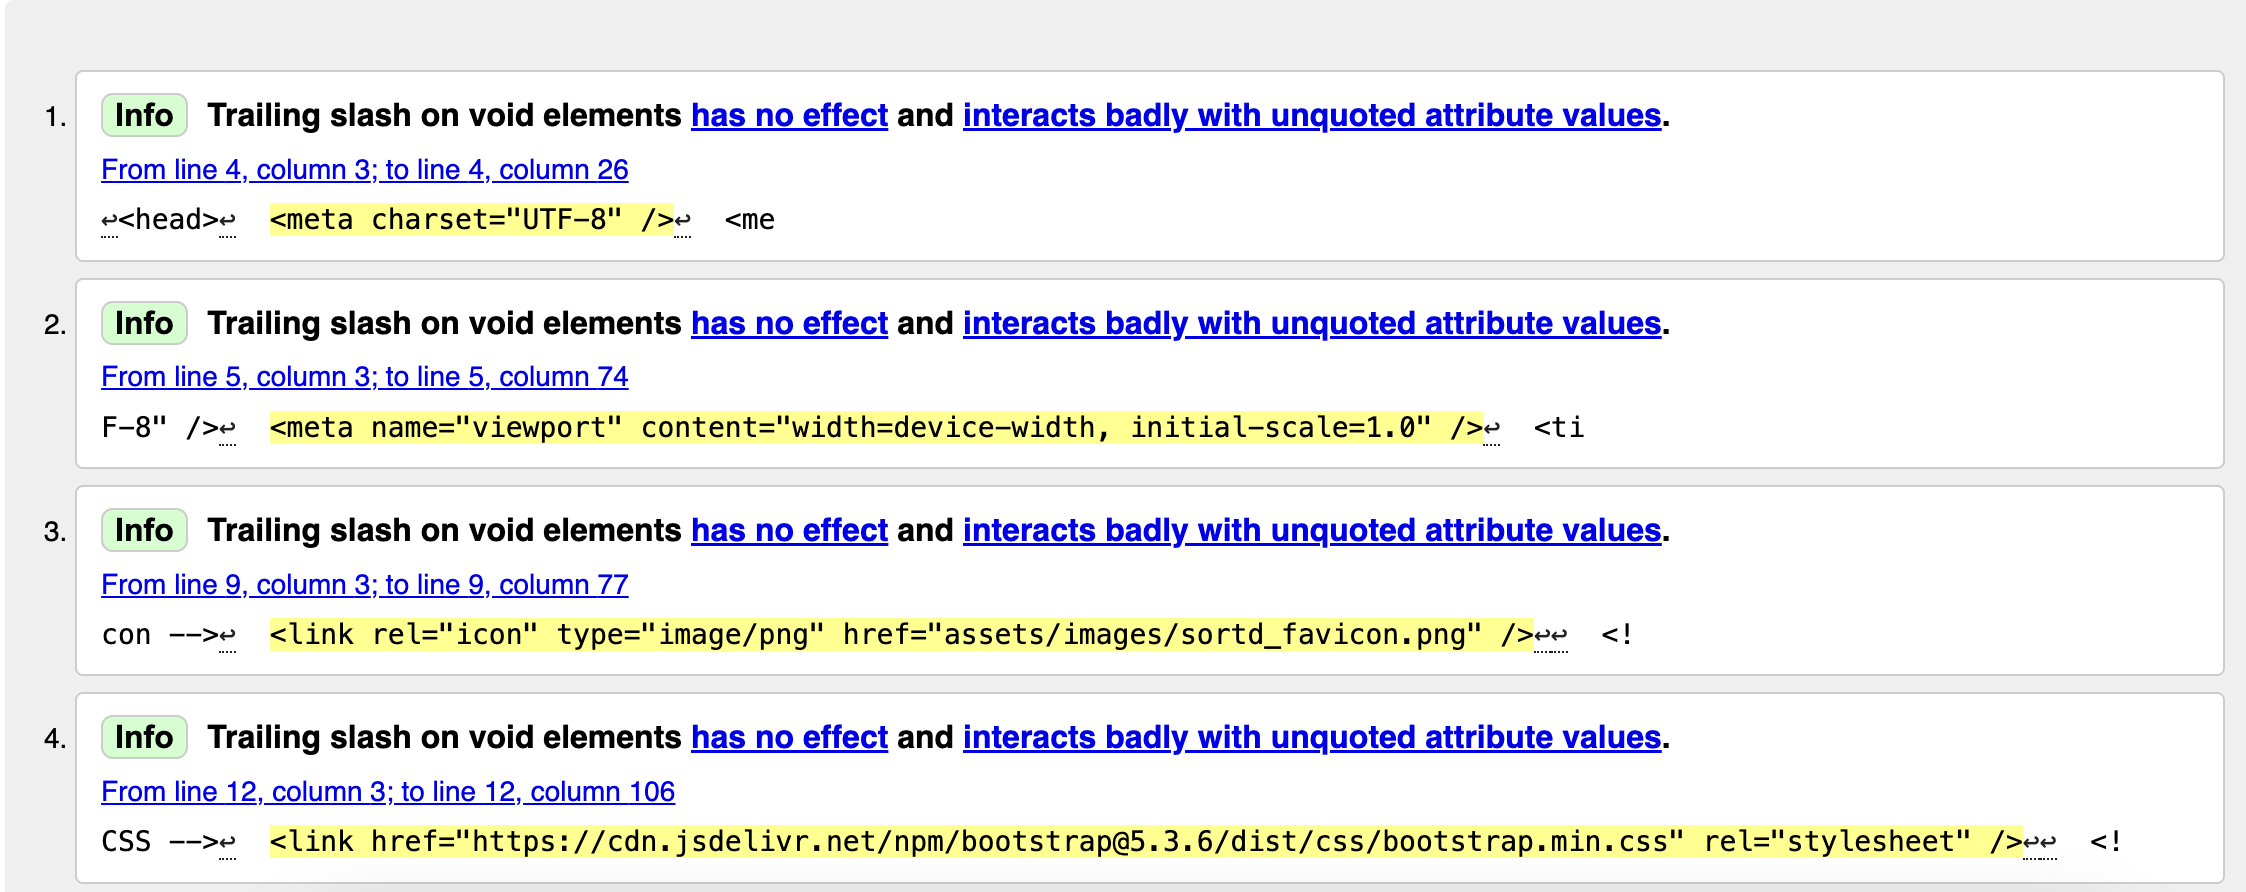 1. Info Trailing slash on void elements has no effect and interacts badly with unquoted attribute values.
From line 4, column 3; to line 4, column 26
↩<head>↩  <meta charset="UTF-8" />↩  <me
2. Info Trailing slash on void elements has no effect and interacts badly with unquoted attribute values.
From line 5, column 3; to line 5, column 74
F-8" />↩  <meta name="viewport" content="width=device-width, initial-scale=1.0" />↩  <ti
3. Info Trailing slash on void elements has no effect and interacts badly with unquoted attribute values.
From line 9, column 3; to line 9, column 77
con -->↩  <link rel="icon" type="image/png" href="assets/images/sortd_favicon.png" />↩↩  <!
4. Info Trailing slash on void elements has no effect and interacts badly with unquoted attribute values.
From line 12, column 3; to line 12, column 106
CSS -->↩  <link href="https://cdn.jsdelivr.net/npm/bootstrap@5.3.6/dist/css/bootstrap.min.css" rel="stylesheet" />↩↩  <!